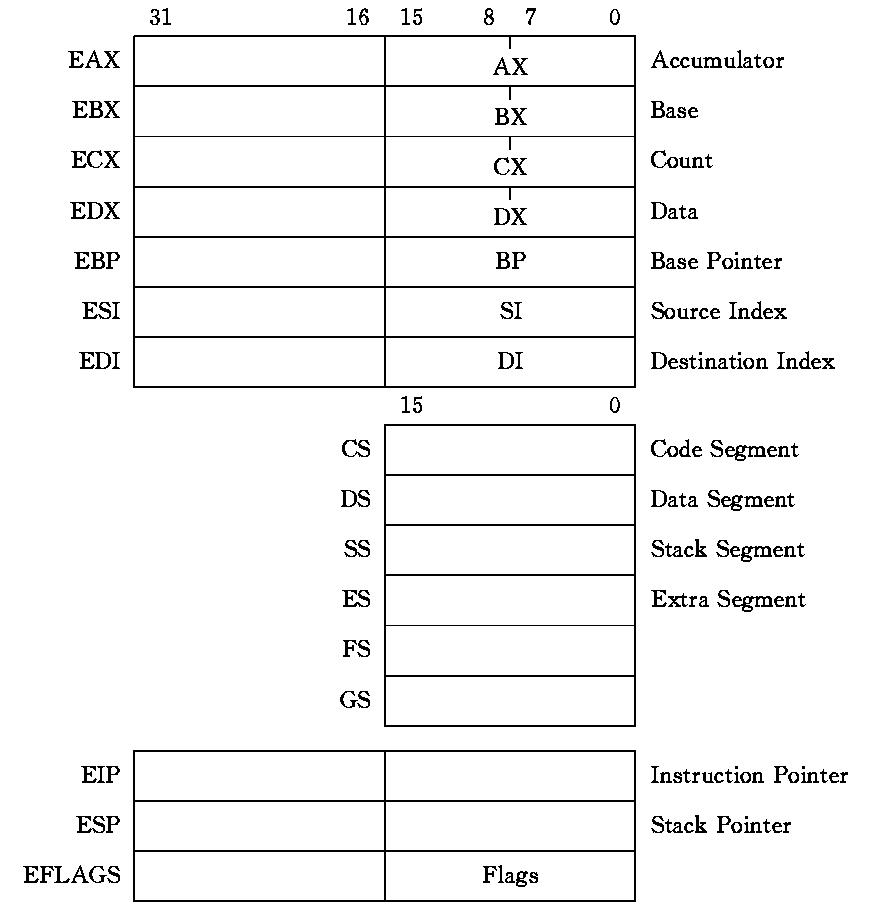 31 16 15 8 7 0
EAX AX Accumulator
EBX BX Base
ECX CX Count
EDX DX Data
EBP BP Base Pointer
ESI SI Source Index
EDI DI Destination Index
15 0
CS Code Segment
DS Data Segment
SS Stack Segment
ES Extra Segment
FS
GS
EIP Instruction Pointer
ESP Stack Pointer
EFLAGS Flags